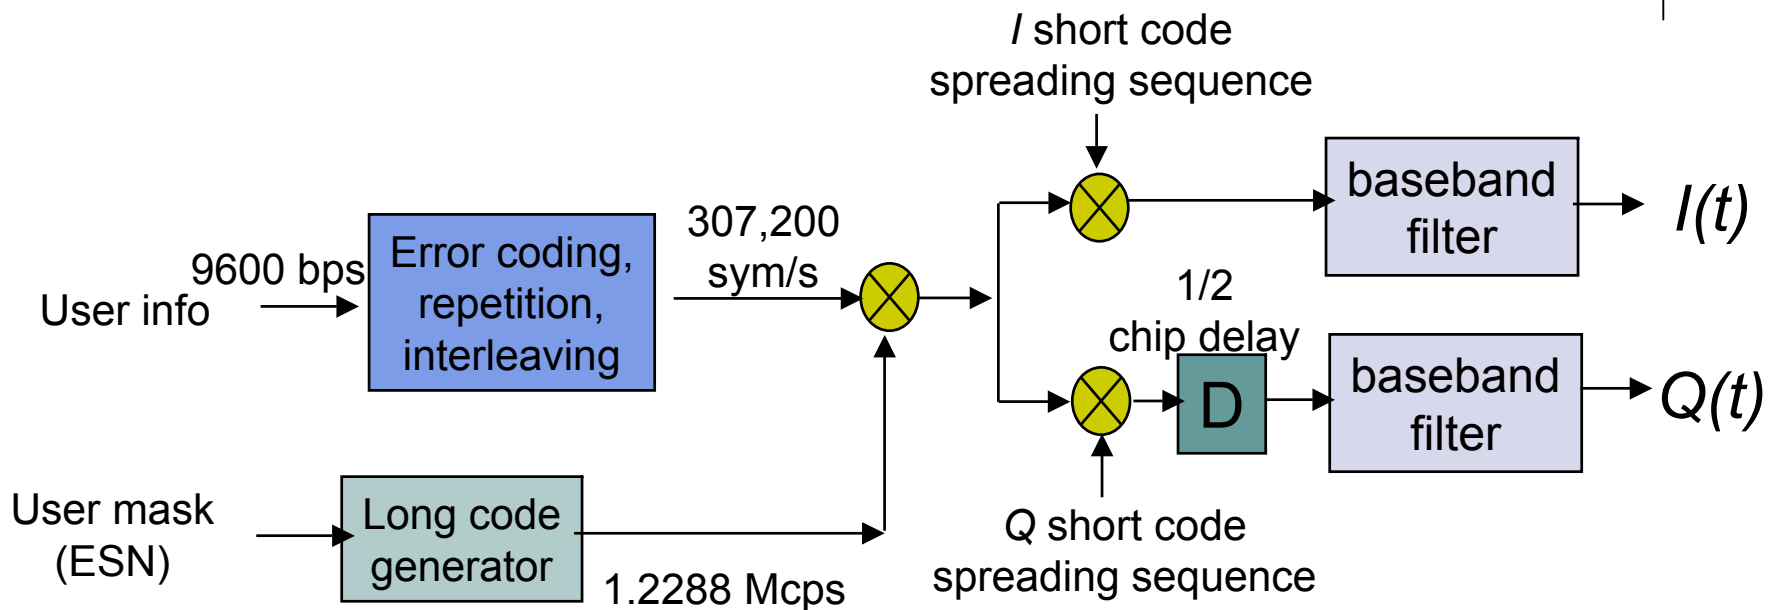 I short code
spreading sequence
baseband
filter
I(t)
307,200
sym/s
Error coding,
repetition,
interleaving
9600 bps
User info
1/2
chip delay
D
baseband
filter
Q(t)
User mask
(ESN)
Long code
generator
1.2288 Mcps
Q short code
spreading sequence